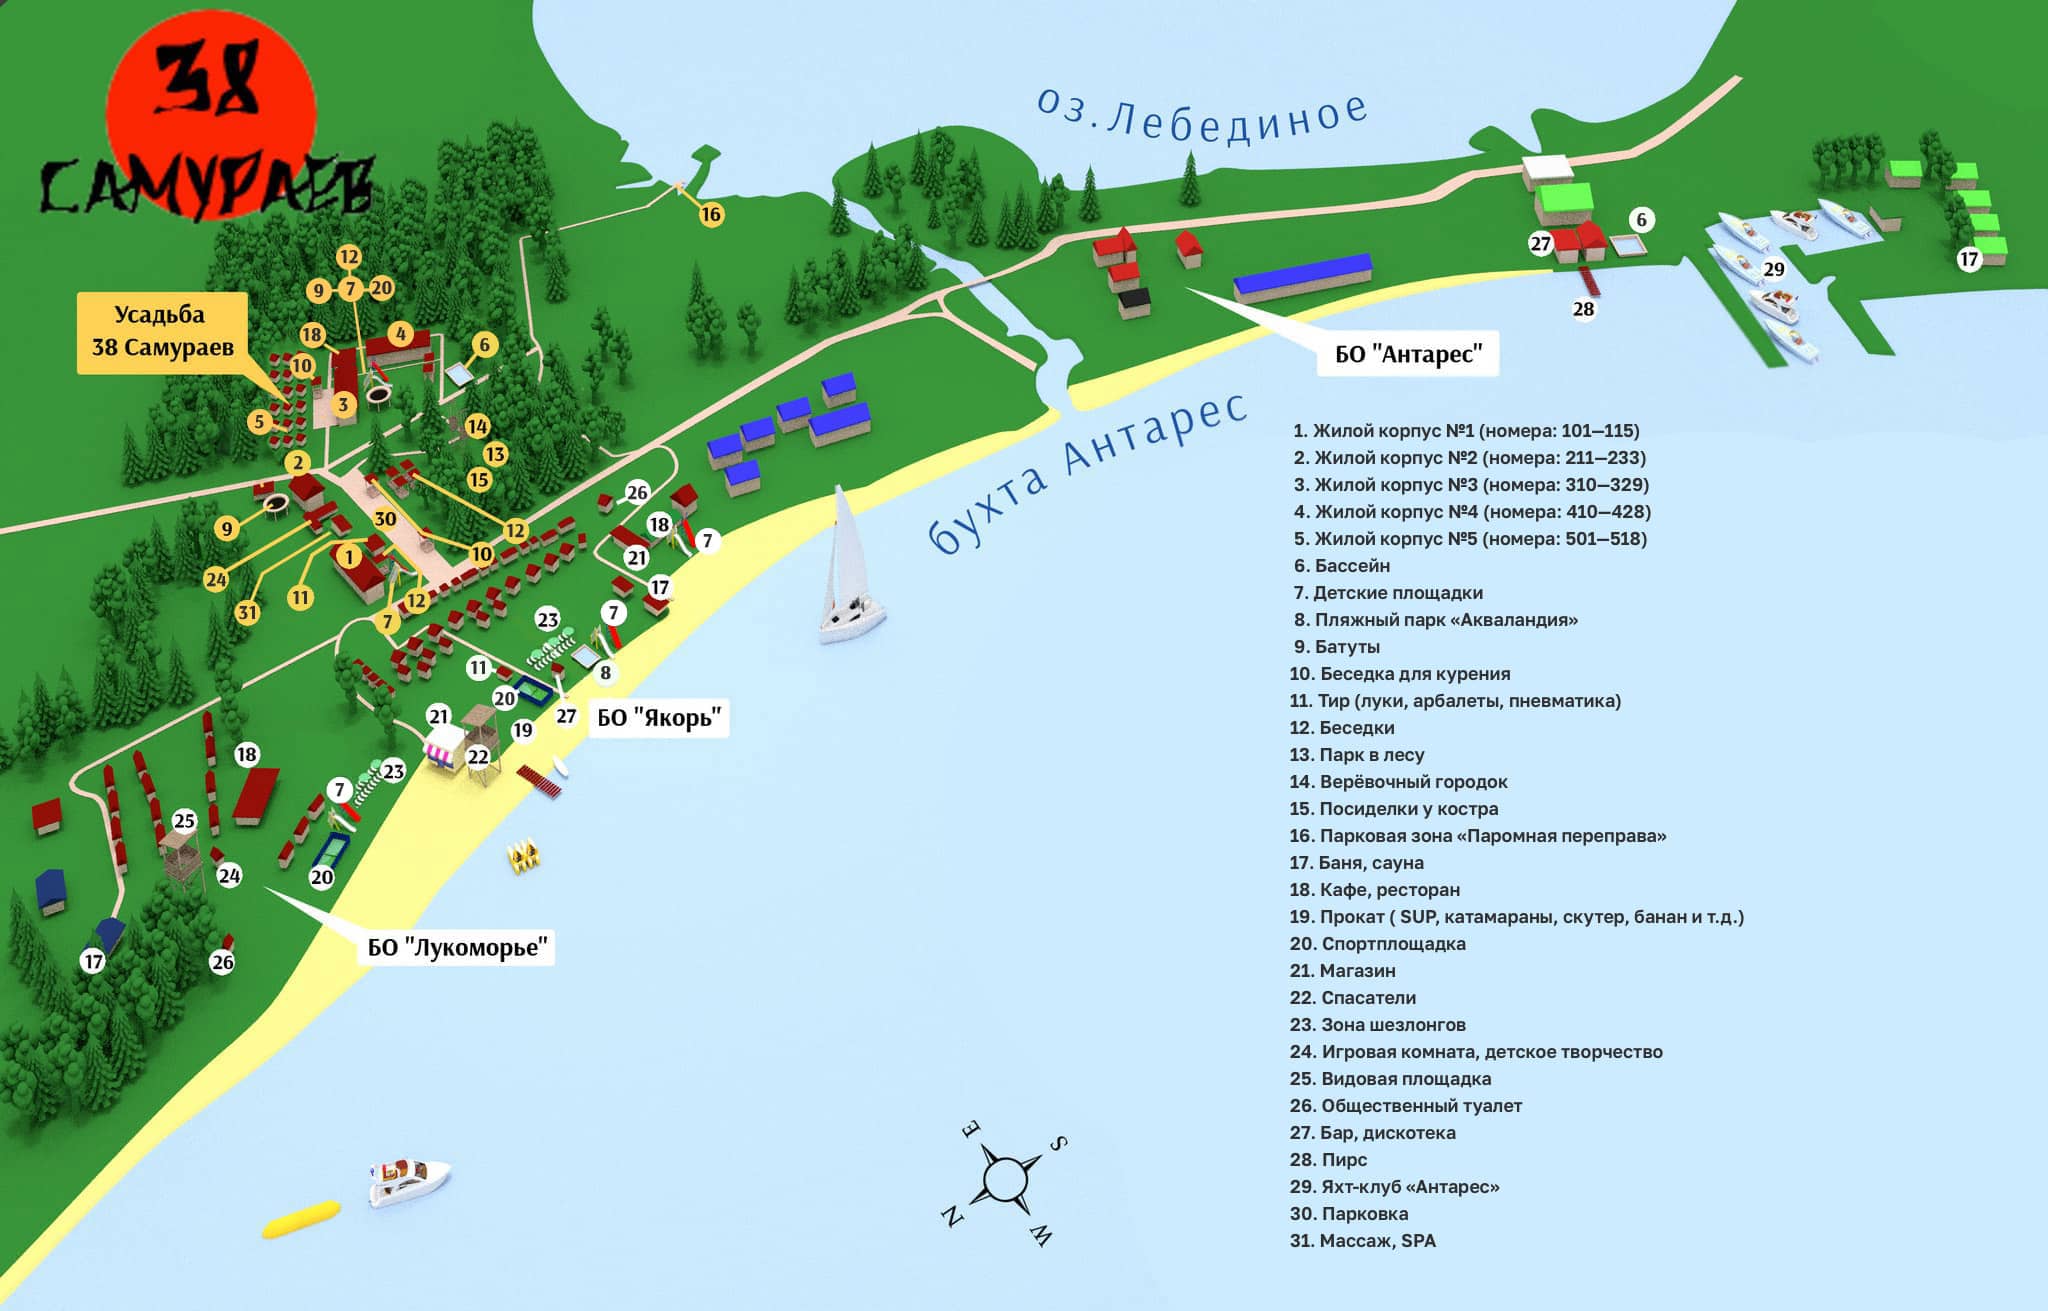 38
САМУРАЕВ
оз.Лебединое
16
6
27
29
17
28
12
9
7
20
Усадьба
38 Самураев
18
4
10
6
3
5
14
13
15
2
БО "Антарес"
бухта Антарес
30
9
12
10
1
24
31
11
12
7
26
18
7
21
17
7
23
11
8
20
27
БО "Якорь"
21
19
22
18
7
23
25
20
24
БО "Лукоморье"
17
26
E
S
N
W
1. Жилой корпус №1 (номера: 101—115)
2. Жилой корпус №2 (номера: 211—233)
3. Жилой корпус №3 (номера: 310—329)
4. Жилой корпус №4 (номера: 410—428)
5. Жилой корпус №5 (номера: 501—518)
6. Бассейн
7. Детские площадки
8. Пляжный парк «Акваландия»
9. Батуты
10. Беседка для курения
11. Тир (луки, арбалеты, пневматика)
12. Беседки
13. Парк в лесу
14. Верёвочный городок
15. Посиделки у костра
16. Парковая зона «Паромная переправа»
17. Баня, сауна
18. Кафе, ресторан
19. Прокат ( SUP, катамараны, скутер, банан и т.д.)
20. Спортплощадка
21. Магазин
22. Спасатели
23. Зона шезлонгов
24. Игровая комната, детское творчество
25. Видовая площадка
26. Общественный туалет
27. Бар, дискотека
28. Пирс
29. Яхт-клуб «Антарес»
30. Парковка
31. Массаж, SPA